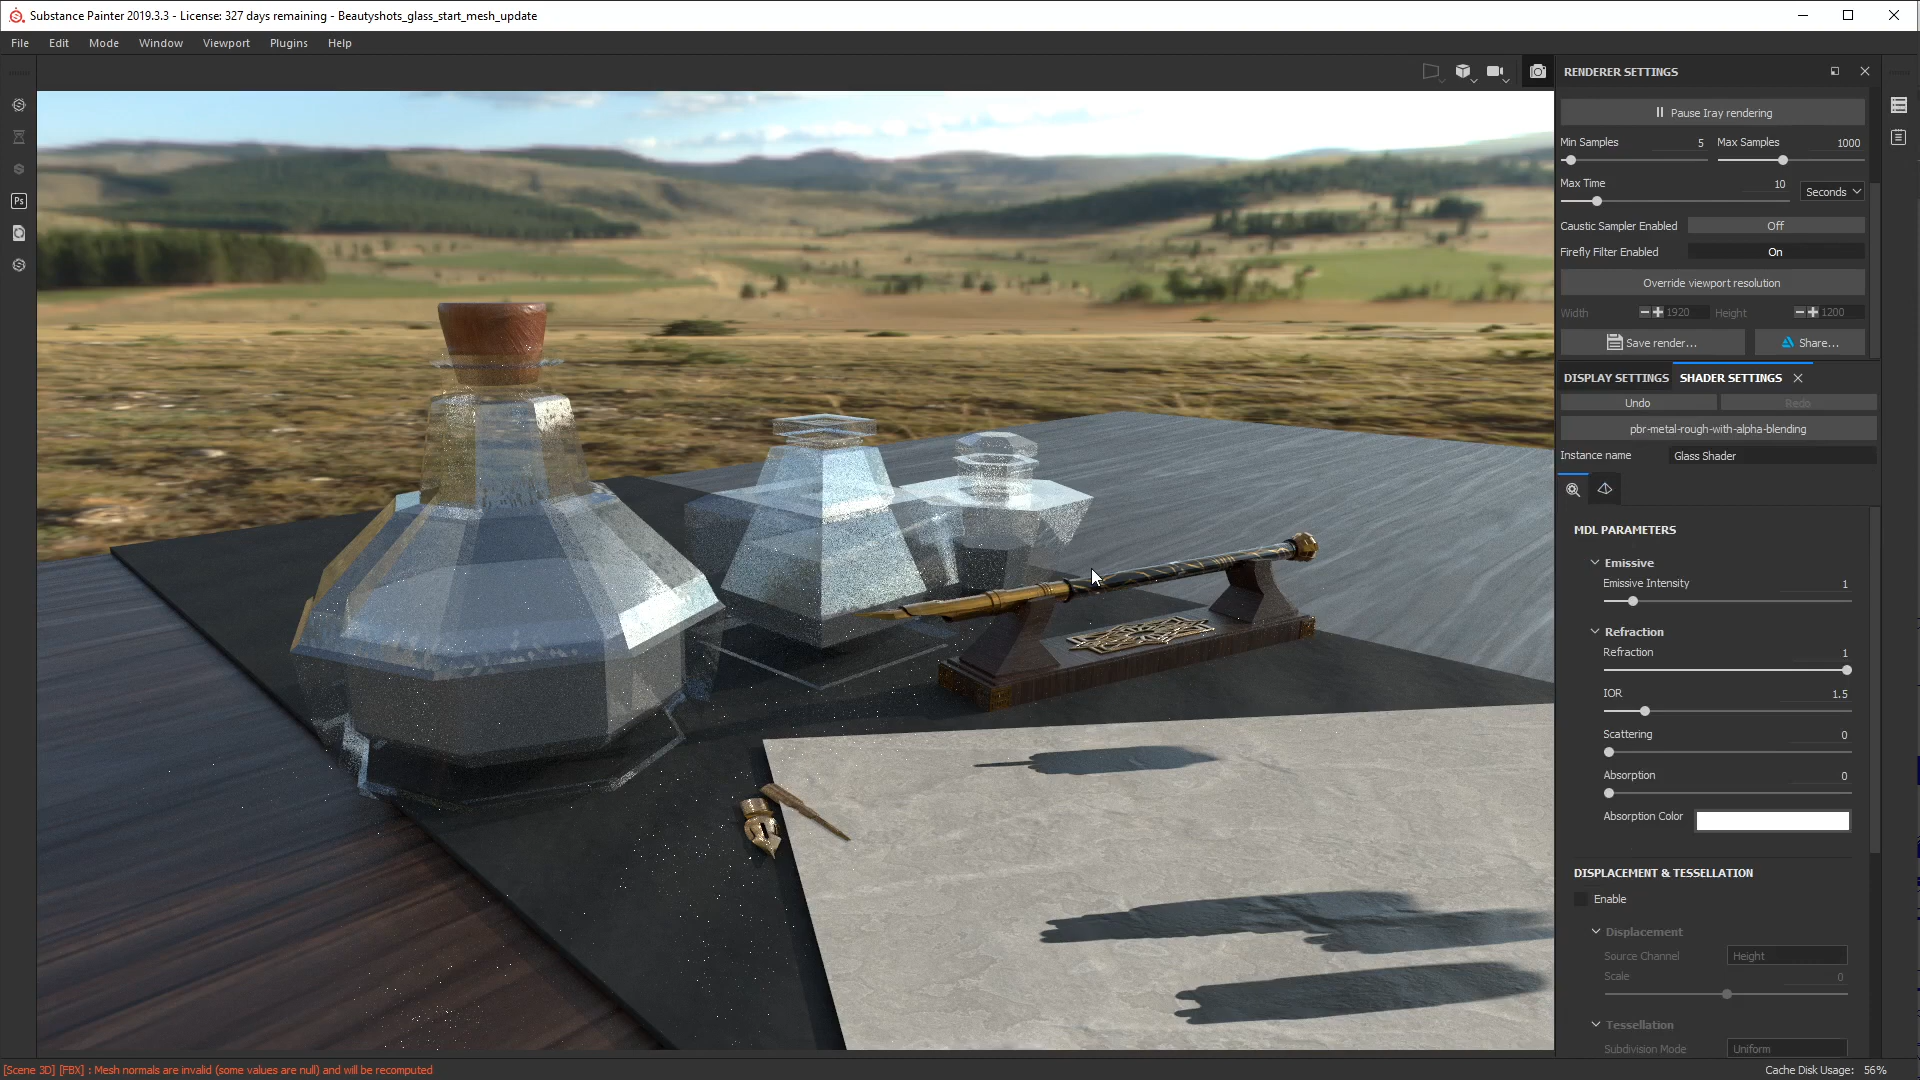 Substance Painter 2019.3.3 - License: 327 days remaining - Beautyshots_glass_start_mesh_update
File Edit Mode Window Viewport Plugins Help
RENDERER SETTINGS
Pause Iray rendering
Min Samples 5 Max Samples 1000
Max Time 10 Seconds
Caustic Sampler Enabled Off
Firefly Filter Enabled On
Override viewport resolution
Width 1920 Height 1200
Save render... Share...
DISPLAY SETTINGS SHADER SETTINGS
Undo Redo
pbr-metal-rough-with-alpha-blending
Instance name Glass Shader
MDL PARAMETERS
Emissive
Emissive Intensity 1
Refraction
Refraction 1
IOR 1.5
Scattering 0
Absorption 0
Absorption Color
DISPLACEMENT & TESSELLATION
Enable
Displacement
Source Channel Height
Scale 0
Tessellation
Subdivision Mode Uniform
Ps
[Scene 3D] [FBX] : Mesh normals are invalid (some values are null) and will be recomputed
Cache Disk Usage: 56%